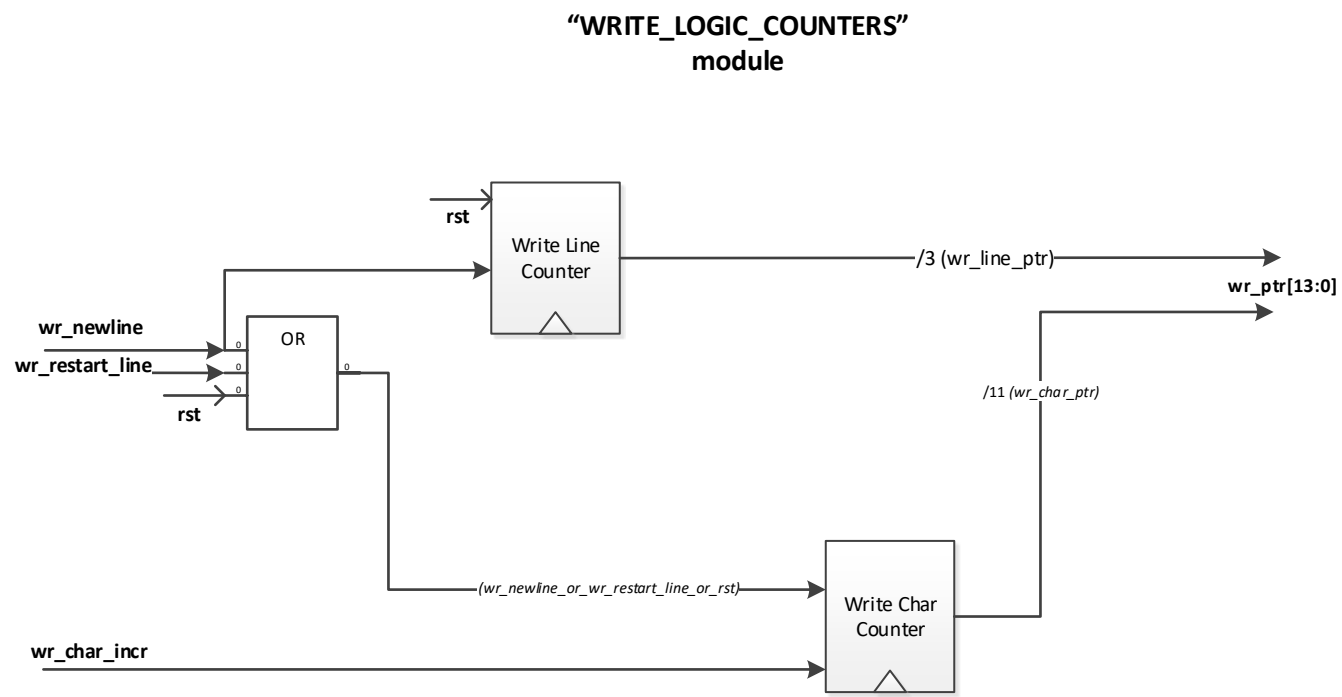 “WRITE_LOGIC_COUNTERS”
module
rst
Write Line
Counter
/3 (wr_line_ptr)
wr_ptr[13:0]
wr_newline
wr_restart_line
rst
0
0
0
OR
0
/11 (wr_char_ptr)
(wr_newline_or_wr_restart_line_or_rst)
Write Char
Counter
wr_char_incr